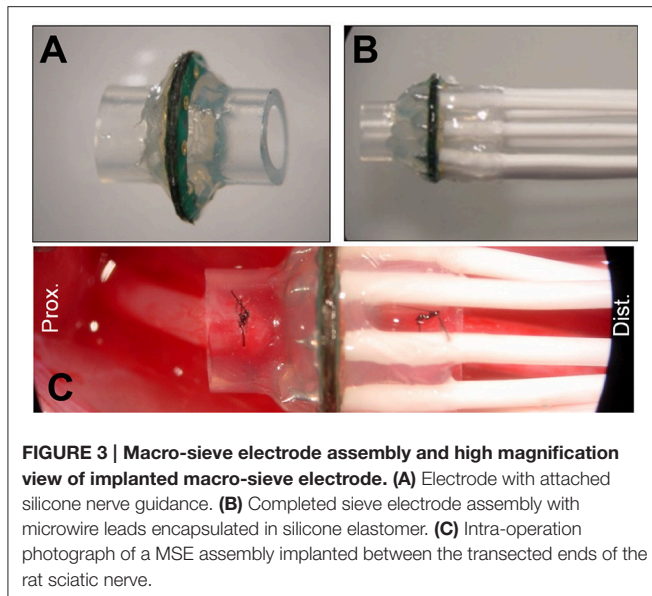 A
B
Prox.
Dist.
C
FIGURE 3 | Macro-sieve electrode assembly and high magnification
view of implanted macro-sieve electrode. (A) Electrode with attached
silicone nerve guidance. (B) Completed sieve electrode assembly with
microwire leads encapsulated in silicone elastomer. (C) Intra-operation
photograph of a MSE assembly implanted between the transected ends of the
rat sciatic nerve.